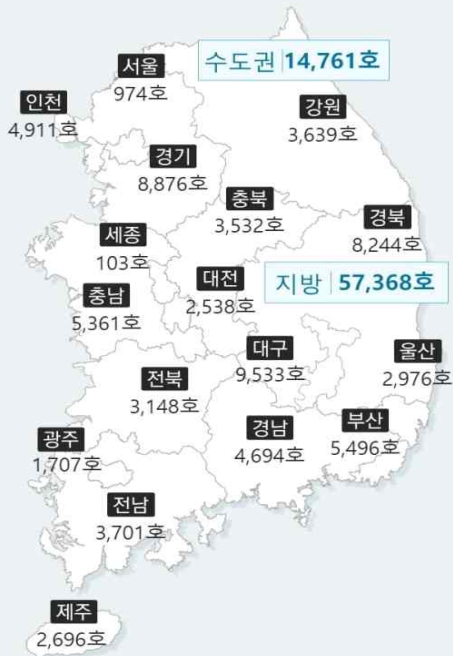 수도권 14,761호
서울
974호
인천
4,911호
강원
3,639호
경기
8,876호
충북
3,532호
경북
8,244호
세종
103호
대전
2,538호
지방 57,368호
충남
5,361호
대구
9,533호
울산
2,976호
전북
3,148호
경남
4,694호
부산
5,496호
광주
1,707호
전남
3,701호
제주
2,696호